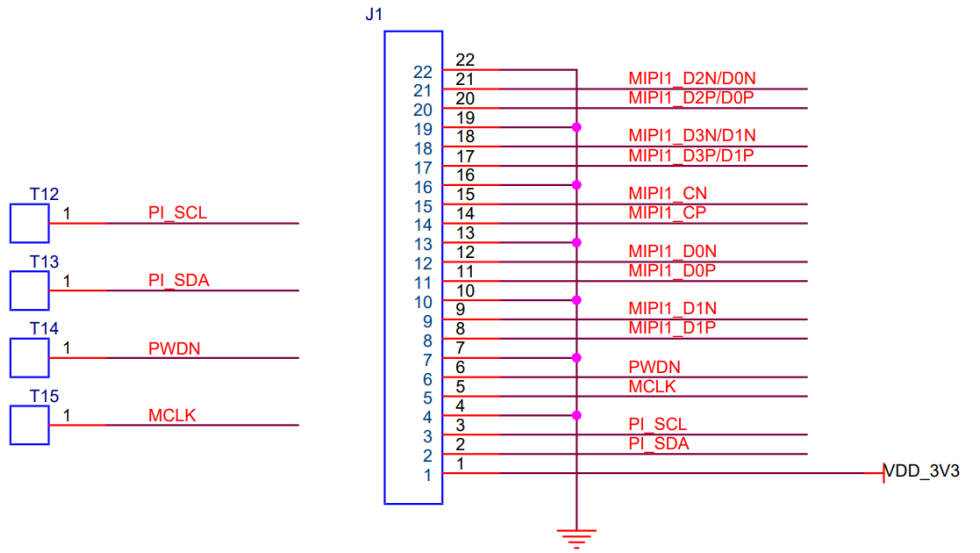 J1
22 22
21 21 MIPI1_D2N/D0N
20 20 MIPI1_D2P/D0P
19 19
18 18 MIPI1_D3N/D1N
17 17 MIPI1_D3P/D1P
16 16
15 15 MIPI1_CN
14 14 MIPI1_CP
13 13
12 12 MIPI1_D0N
11 11 MIPI1_D0P
10 10
9 9 MIPI1_D1N
8 8 MIPI1_D1P
7 7
6 6 PWDN
5 5 MCLK
4 4
3 3 PI_SCL
2 2 PI_SDA
1 1 VDD_3V3
T12
1 PI_SCL
T13
1 PI_SDA
T14
1 PWDN
T15
1 MCLK